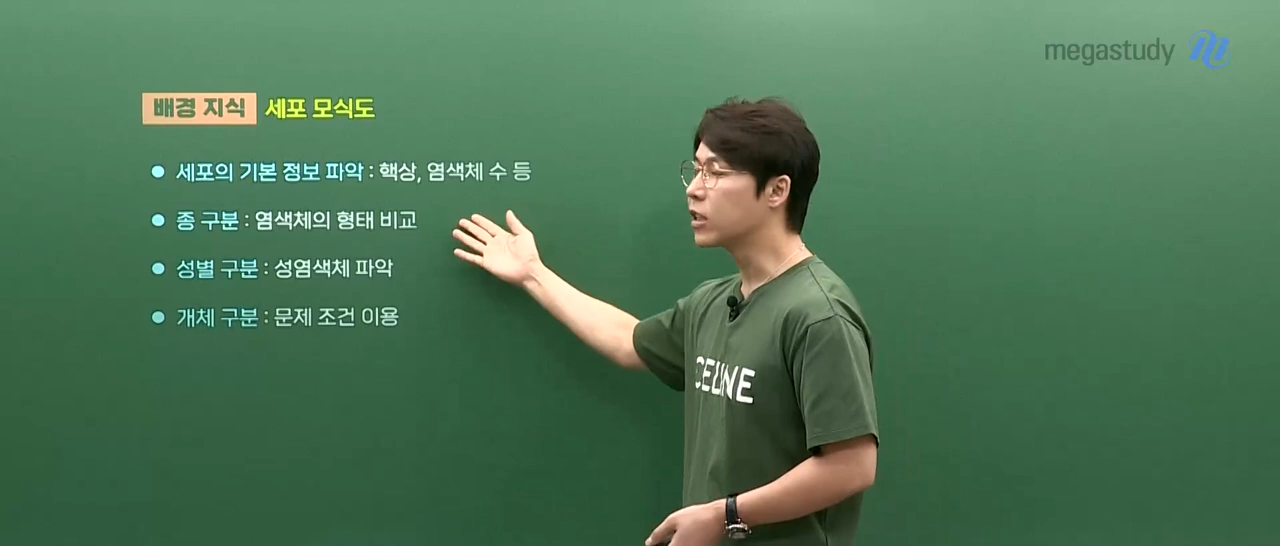 megastudy
배경 지식 세포 모식도
세포의 기본 정보 파악 : 핵상, 염색체 수 등
종 구분 : 염색체의 형태 비교
성별 구분 : 성염색체 파악
개체 구분 : 문제 조건 이용
CELINE